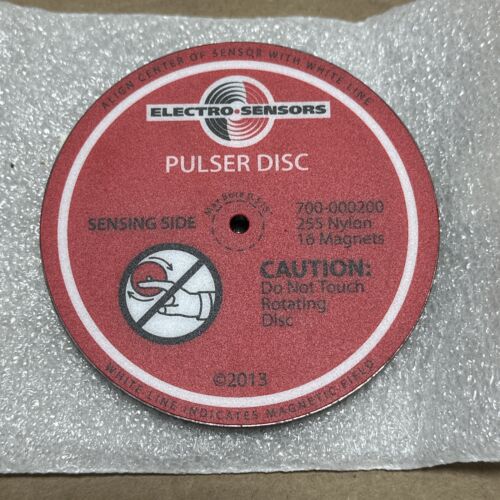 ALIGN CENTER OF SENSOR WITH WHITE LINE
ELECTRO·SENSORS
PULSER DISC
SENSING SIDE
700-000200
255 Nylon
16 Magnets
CAUTION:
Do Not Touch
Rotating
Disc
©2013
WHITE LINE INDICATES MAGNETIC FIELD